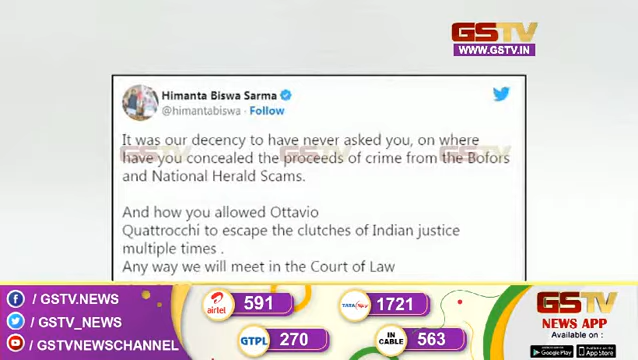 GSTV
WWW.GSTV.IN
Himanta Biswa Sarma
@himantabiswa · Follow
It was our decency to have never asked you, on where
have you concealed the proceeds of crime from the Bofors
and National Herald Scams.
And how you allowed Ottavio
Quattrocchi to escape the clutches of Indian justice
multiple times .
Any way we will meet in the Court of Law
/ GSTV.NEWS
/ GSTV_NEWS
/ GSTVNEWSCHANNEL
airtel 591
TATA 1721
GTPL 270
IN CABLE 563
GSTV
NEWS APP
Available on :
Google Play
App Store